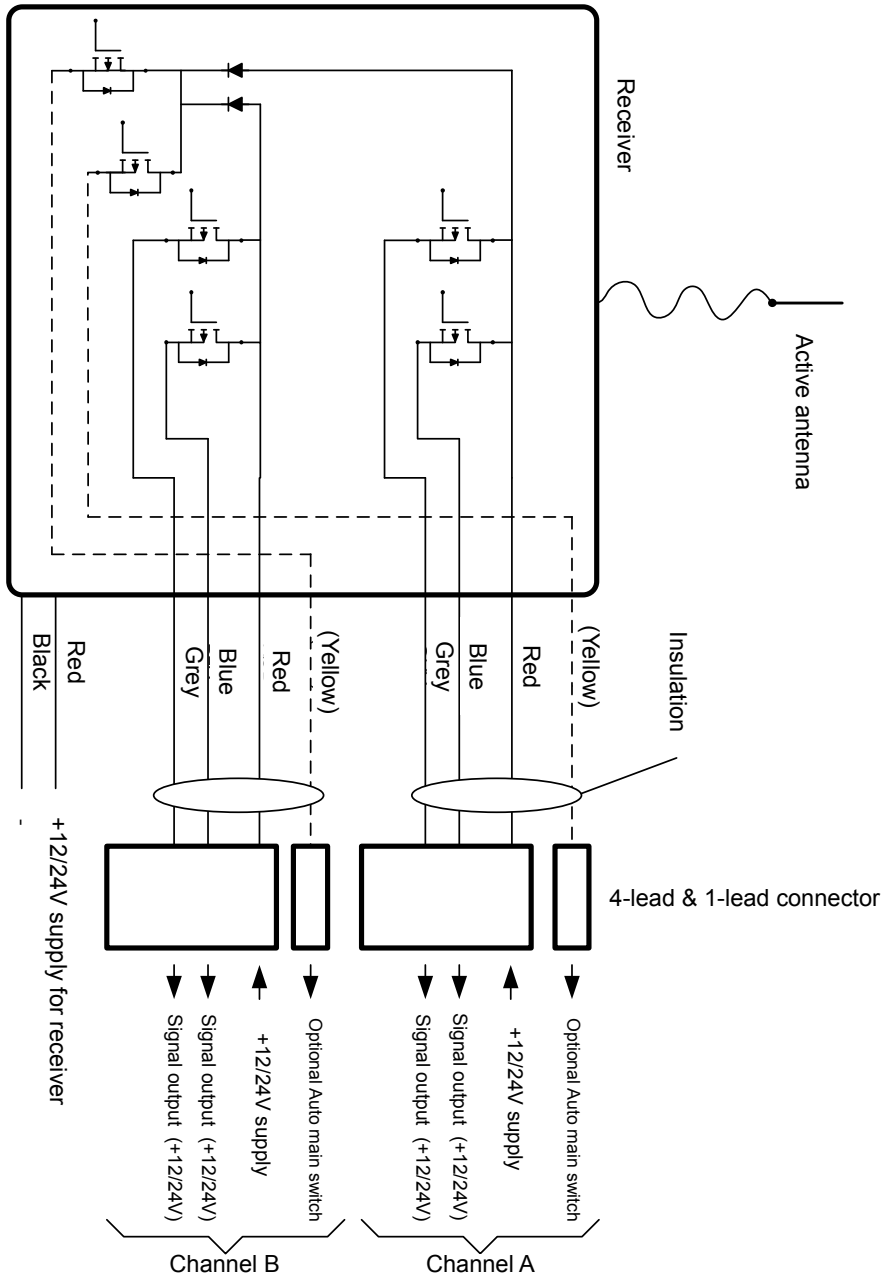 Receiver
Active antenna
Insulation
(Yellow)
Red
Blue
Grey
(Yellow)
Red
Blue
Grey
Red
Black
4-lead & 1-lead connector
Optional Auto main switch
+12/24V supply
Signal output (+12/24V)
Signal output (+12/24V)
Optional Auto main switch
+12/24V supply
Signal output (+12/24V)
Signal output (+12/24V)
+12/24V supply for receiver
-
Channel B
Channel A